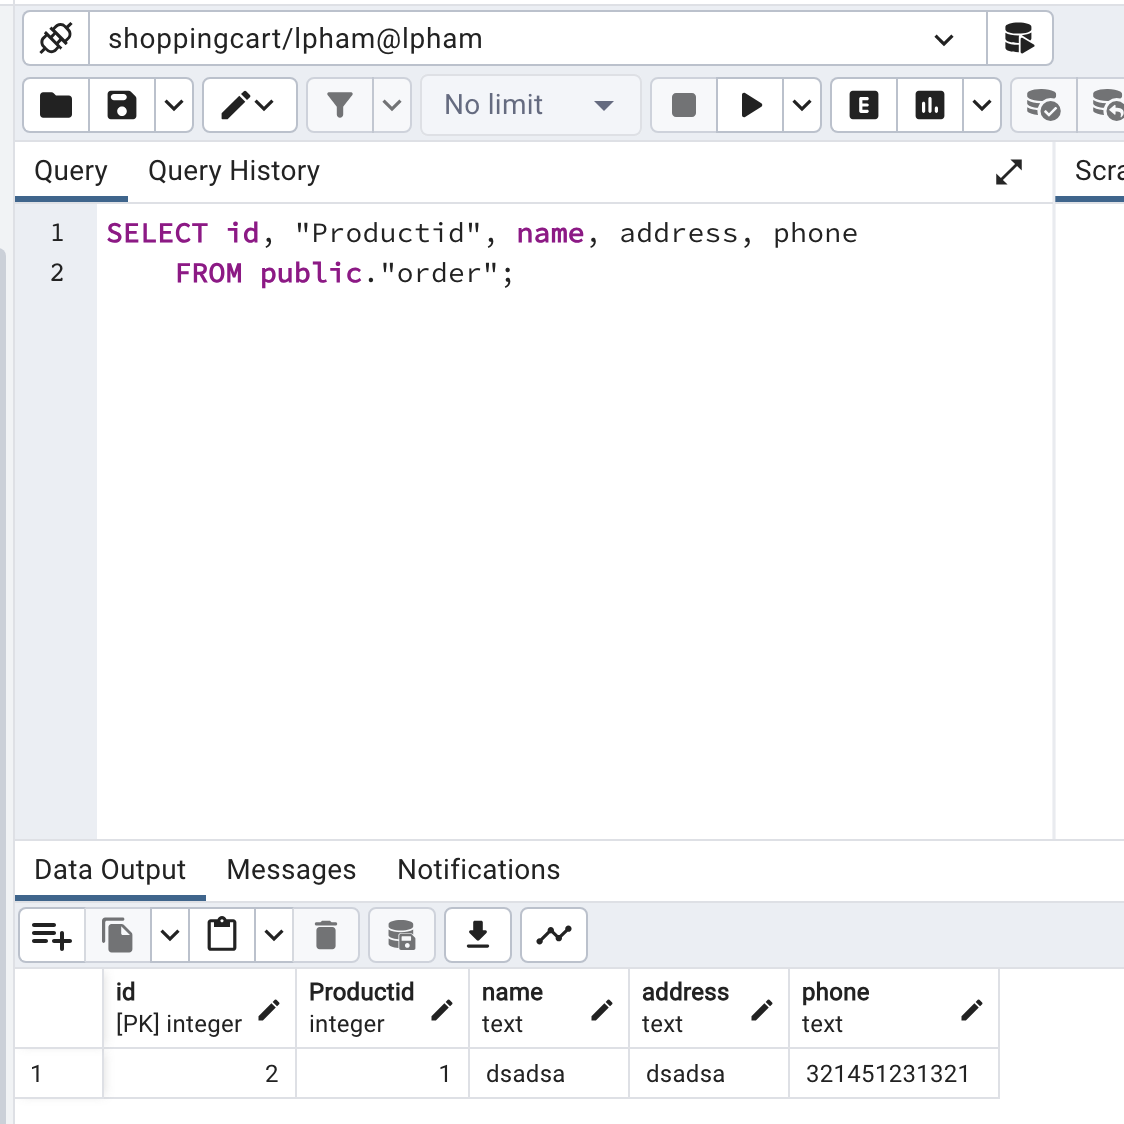 shoppingcart/lpham@lpham
No limit
E
Query Query History
Scra
1 SELECT id, "Productid", name, address, phone
2 FROM public."order";
Data Output Messages Notifications
id Productid name address phone
[PK] integer integer text text text
1 2 1 dsadsa dsadsa 321451231321